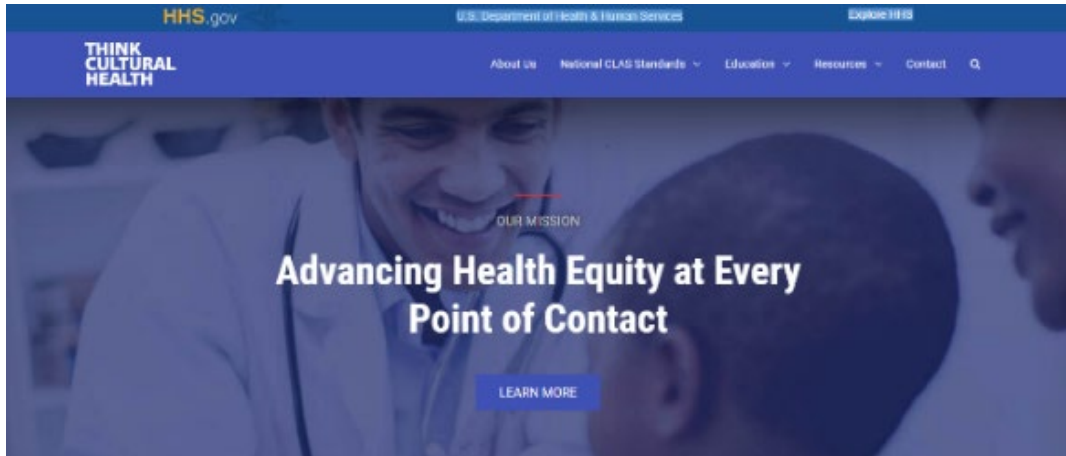 HHS.gov
U.S. Department of Health & Human Services
Explore HHS
THINK
CULTURAL
HEALTH
About Us
National CLAS Standards
Education
Resources
Contact
OUR MISSION
Advancing Health Equity at Every
Point of Contact
LEARN MORE